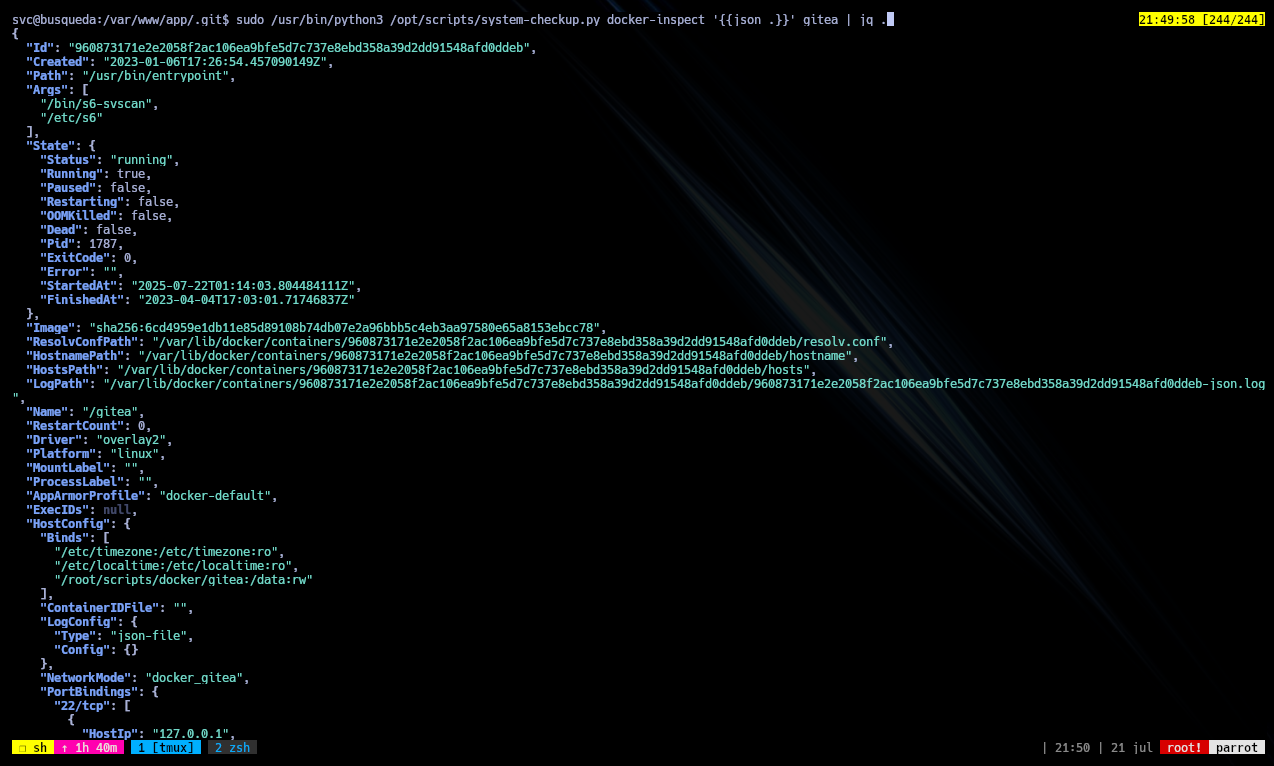 svc@busqueda:/var/www/app/.git$ sudo /usr/bin/python3 /opt/scripts/system-checkup.py docker-inspect '{{json .}}' gitea | jq . 21:49:58 [244/244]
{
  "Id": "960873171e2e2058f2ac106ea9bfe5d7c737e8ebd358a39d2dd91548afd0ddeb",
  "Created": "2023-01-06T17:26:54.457090149Z",
  "Path": "/usr/bin/entrypoint",
  "Args": [
    "/bin/s6-svscan",
    "/etc/s6"
  ],
  "State": {
    "Status": "running",
    "Running": true,
    "Paused": false,
    "Restarting": false,
    "OOMKilled": false,
    "Dead": false,
    "Pid": 1787,
    "ExitCode": 0,
    "Error": "",
    "StartedAt": "2025-07-22T01:14:03.804484111Z",
    "FinishedAt": "2023-04-04T17:03:01.71746837Z"
  },
  "Image": "sha256:6cd4959e1db11e85d89108b74db07e2a96bbb5c4eb3aa97580e65a8153ebcc78",
  "ResolvConfPath": "/var/lib/docker/containers/960873171e2e2058f2ac106ea9bfe5d7c737e8ebd358a39d2dd91548afd0ddeb/resolv.conf",
  "HostnamePath": "/var/lib/docker/containers/960873171e2e2058f2ac106ea9bfe5d7c737e8ebd358a39d2dd91548afd0ddeb/hostname",
  "HostsPath": "/var/lib/docker/containers/960873171e2e2058f2ac106ea9bfe5d7c737e8ebd358a39d2dd91548afd0ddeb/hosts",
  "LogPath": "/var/lib/docker/containers/960873171e2e2058f2ac106ea9bfe5d7c737e8ebd358a39d2dd91548afd0ddeb/960873171e2e2058f2ac106ea9bfe5d7c737e8ebd358a39d2dd91548afd0ddeb-json.log
",
  "Name": "/gitea",
  "RestartCount": 0,
  "Driver": "overlay2",
  "Platform": "linux",
  "MountLabel": "",
  "ProcessLabel": "",
  "AppArmorProfile": "docker-default",
  "ExecIDs": null,
  "HostConfig": {
    "Binds": [
      "/etc/timezone:/etc/timezone:ro",
      "/etc/localtime:/etc/localtime:ro",
      "/root/scripts/docker/gitea:/data:rw"
    ],
    "ContainerIDFile": "",
    "LogConfig": {
      "Type": "json-file",
      "Config": {}
    },
    "NetworkMode": "docker_gitea",
    "PortBindings": {
      "22/tcp": [
        {
          "HostIp": "127.0.0.1",
❐ sh ↑ 1h 40m 1 [tmux] 2 zsh | 21:50 | 21 jul root! parrot